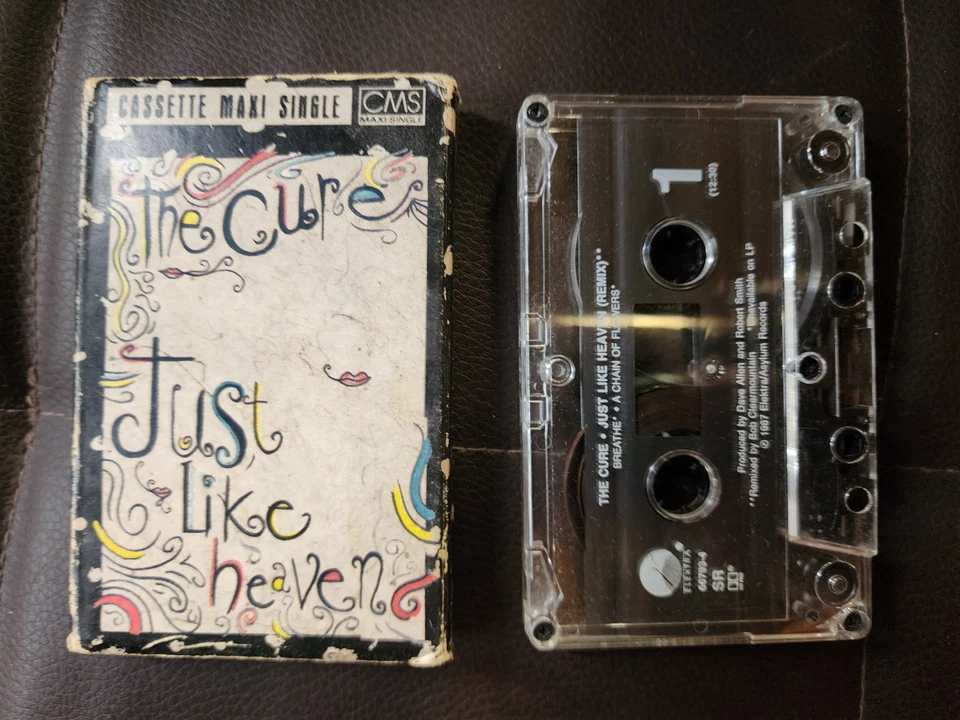 CASSETTE MAXI SINGLE
CMS
MAXI-SINGLE
The Cure
Just
Like
heaven
1
(12:30)
THE CURE • JUST LIKE HEAVEN (REMIX)**
BREATHE* • A CHAIN OF FLOWERS*
Produced by Dave Allen and Robert Smith
**Remixed by Bob Clearmountain *Unavailable on LP
℗ 1987 Elektra/Asylum Records
ELEKTRA
66793-4
SR